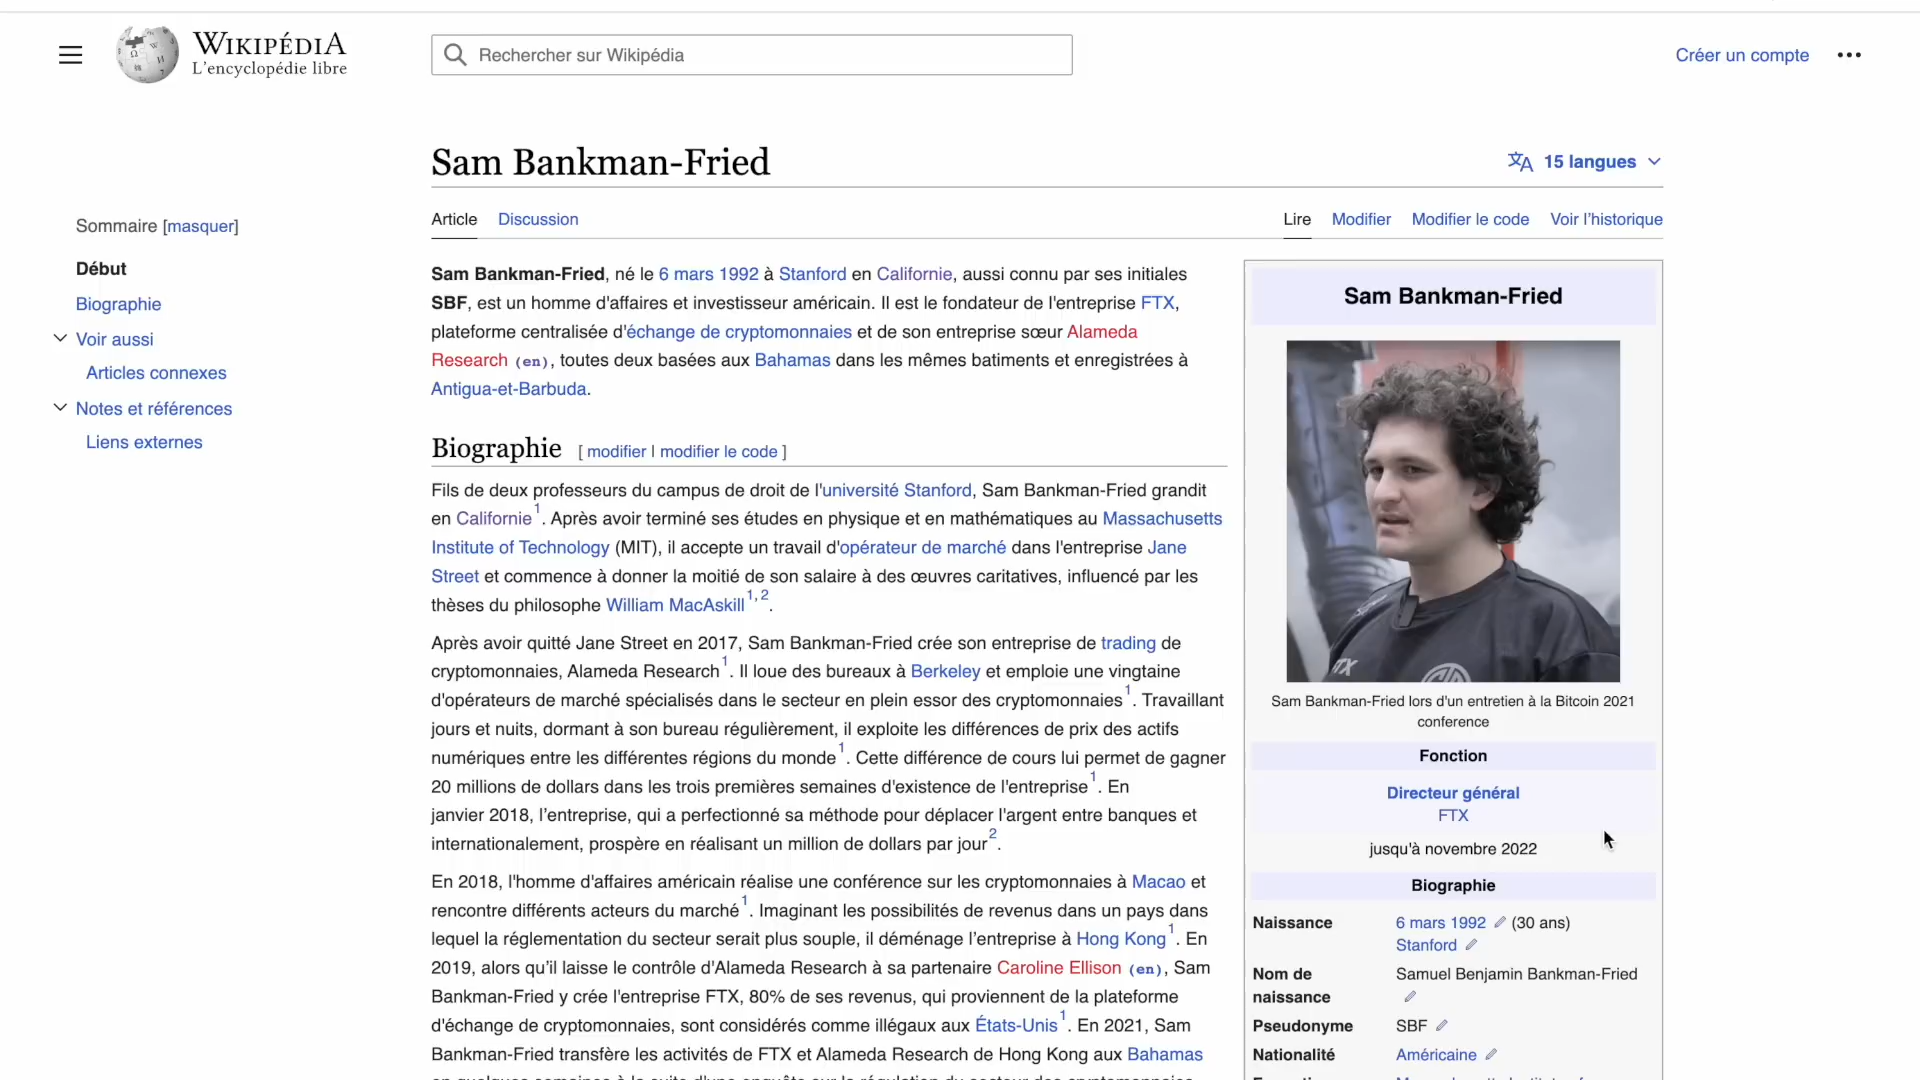 WIKIPÉDIA
L'encyclopédie libre
Rechercher sur Wikipédia
Créer un compte
Sam Bankman-Fried
15 langues
Sommaire [masquer]
Début
Biographie
Voir aussi
Articles connexes
Notes et références
Liens externes
Article Discussion
Lire Modifier Modifier le code Voir l'historique
Sam Bankman-Fried, né le 6 mars 1992 à Stanford en Californie, aussi connu par ses initiales
SBF, est un homme d'affaires et investisseur américain. Il est le fondateur de l'entreprise FTX,
plateforme centralisée d'échange de cryptomonnaies et de son entreprise sœur Alameda
Research (en), toutes deux basées aux Bahamas dans les mêmes batiments et enregistrées à
Antigua-et-Barbuda.
Biographie [ modifier | modifier le code ]
Fils de deux professeurs du campus de droit de l'université Stanford, Sam Bankman-Fried grandit
en Californie1. Après avoir terminé ses études en physique et en mathématiques au Massachusetts
Institute of Technology (MIT), il accepte un travail d'opérateur de marché dans l'entreprise Jane
Street et commence à donner la moitié de son salaire à des œuvres caritatives, influencé par les
thèses du philosophe William MacAskill1,2.
Après avoir quitté Jane Street en 2017, Sam Bankman-Fried crée son entreprise de trading de
cryptomonnaies, Alameda Research1. Il loue des bureaux à Berkeley et emploie une vingtaine
d'opérateurs de marché spécialisés dans le secteur en plein essor des cryptomonnaies1. Travaillant
jours et nuits, dormant à son bureau régulièrement, il exploite les différences de prix des actifs
numériques entre les différentes régions du monde1. Cette différence de cours lui permet de gagner
20 millions de dollars dans les trois premières semaines d'existence de l'entreprise1. En
janvier 2018, l'entreprise, qui a perfectionné sa méthode pour déplacer l'argent entre banques et
internationalement, prospère en réalisant un million de dollars par jour2.
En 2018, l'homme d'affaires américain réalise une conférence sur les cryptomonnaies à Macao et
rencontre différents acteurs du marché1. Imaginant les possibilités de revenus dans un pays dans
lequel la réglementation du secteur serait plus souple, il déménage l'entreprise à Hong Kong1. En
2019, alors qu'il laisse le contrôle d'Alameda Research à sa partenaire Caroline Ellison (en), Sam
Bankman-Fried y crée l'entreprise FTX, 80% de ses revenus, qui proviennent de la plateforme
d'échange de cryptomonnaies, sont considérés comme illégaux aux États-Unis1. En 2021, Sam
Bankman-Fried transfère les activités de FTX et Alameda Research de Hong Kong aux Bahamas
Sam Bankman-Fried
Sam Bankman-Fried lors d'un entretien à la Bitcoin 2021
conference
Fonction
Directeur général
FTX
jusqu'à novembre 2022
Biographie
Naissance 6 mars 1992 (30 ans)
Stanford
Nom de Samuel Benjamin Bankman-Fried
naissance
Pseudonyme SBF
Nationalité Américaine